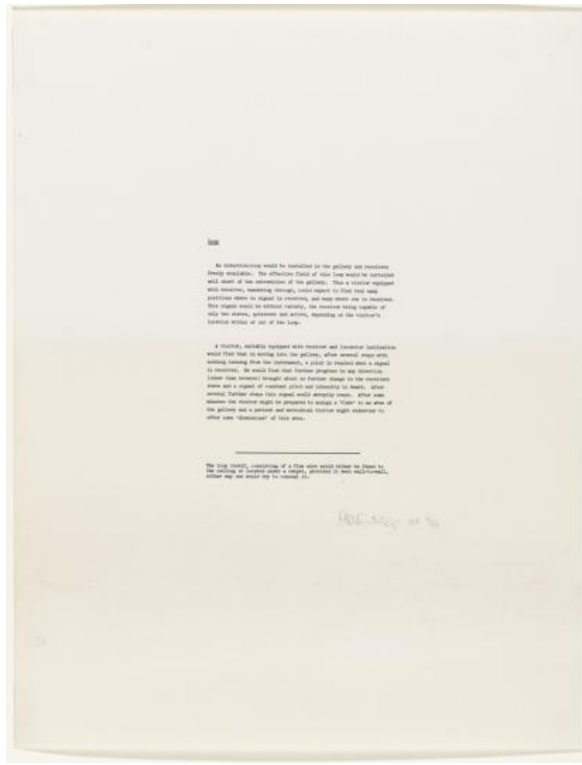 Loop
An induction-loop would be installed in the gallery and receivers
freely available. The effective field of this loop would be curtailed
well short of the extremities of the gallery. Thus a visitor equipped
with receiver, wandering through, could expect to find very many
positions where no signal is received, and many where one is received.
This signal would be without variety, the receiver being capable of
only two states, quiescent and active, depending on the visitor's
location within or out of the loop.
A visitor, suitably equipped with receiver and inclination
would find that in moving into the gallery, after several steps with
nothing issuing from the instrument, a point is reached when a signal
is received. He would find that further progress in any direction
(other than reverse) brought about no further change in the receivers
state and a signal of constant pitch and intensity is heard. After
several further steps this signal would abruptly cease. After some
minutes the visitor might be prepared to assign a 'link' to an area of
the gallery and a patient and methodical visitor might endeavour to
offer some 'dimensions' of this area.
The loop itself, consisting of a fine wire would either be fixed to
the ceiling or located under a carpet, provided it went wall-to-wall,
either way one would try to conceal it.